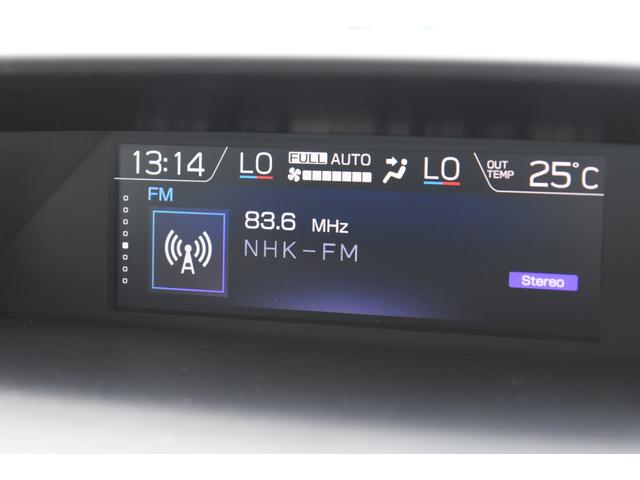 13:14 LO FULL AUTO LO OUT TEMP 25°C
FM
83.6 MHz
NHK-FM
Stereo